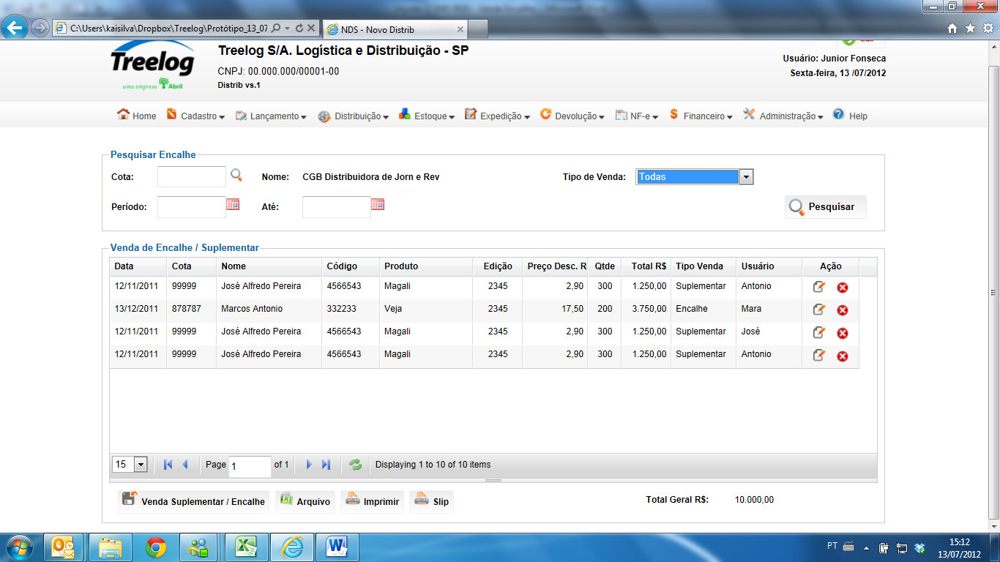 C:\Users\kaisilva\Dropbox\Treelog\Protótipo_13_07
NDS - Novo Distrib
Treelog
uma empresa Abril
Treelog S/A. Logística e Distribuição - SP
CNPJ: 00.000.000/00001-00
Distrib vs.1
Usuário: Junior Fonseca
Sexta-feira, 13 /07/2012
Home Cadastro Lançamento Distribuição Estoque Expedição Devolução NF-e Financeiro Administração Help
Pesquisar Encalhe
Cota: Nome: CGB Distribuidora de Jorn e Rev Tipo de Venda: Todas
Período: Até: Pesquisar
Venda de Encalhe / Suplementar
Data Cota Nome Código Produto Edição Preço Desc. R Qtde Total R$ Tipo Venda Usuário Ação
12/11/2011 99999 José Alfredo Pereira 4566543 Magali 2345 2,90 300 1.250,00 Suplementar Antonio
13/12/2011 878787 Marcos Antonio 332233 Veja 2345 17,50 200 3.750,00 Encalhe Mara
12/11/2011 99999 José Alfredo Pereira 4566543 Magali 2345 2,90 300 1.250,00 Suplementar José
12/11/2011 99999 José Alfredo Pereira 4566543 Magali 2345 2,90 300 1.250,00 Suplementar Antonio
15 Page 1 of 1 Displaying 1 to 10 of 10 items
Venda Suplementar / Encalhe Arquivo Imprimir Slip Total Geral R$: 10.000,00
PT 15:12
13/07/2012